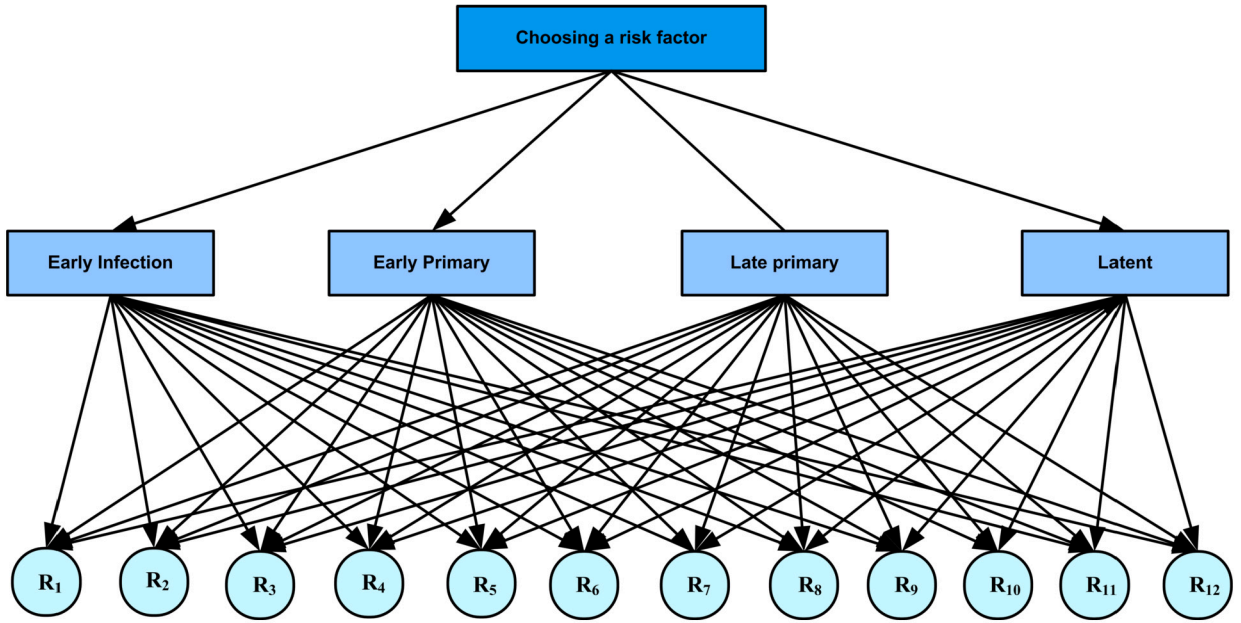 Choosing a risk factor
Early Infection
Early Primary
Late primary
Latent
R₁
R₂
R₃
R₄
R₅
R₆
R₇
R₈
R₉
R₁₀
R₁₁
R₁₂